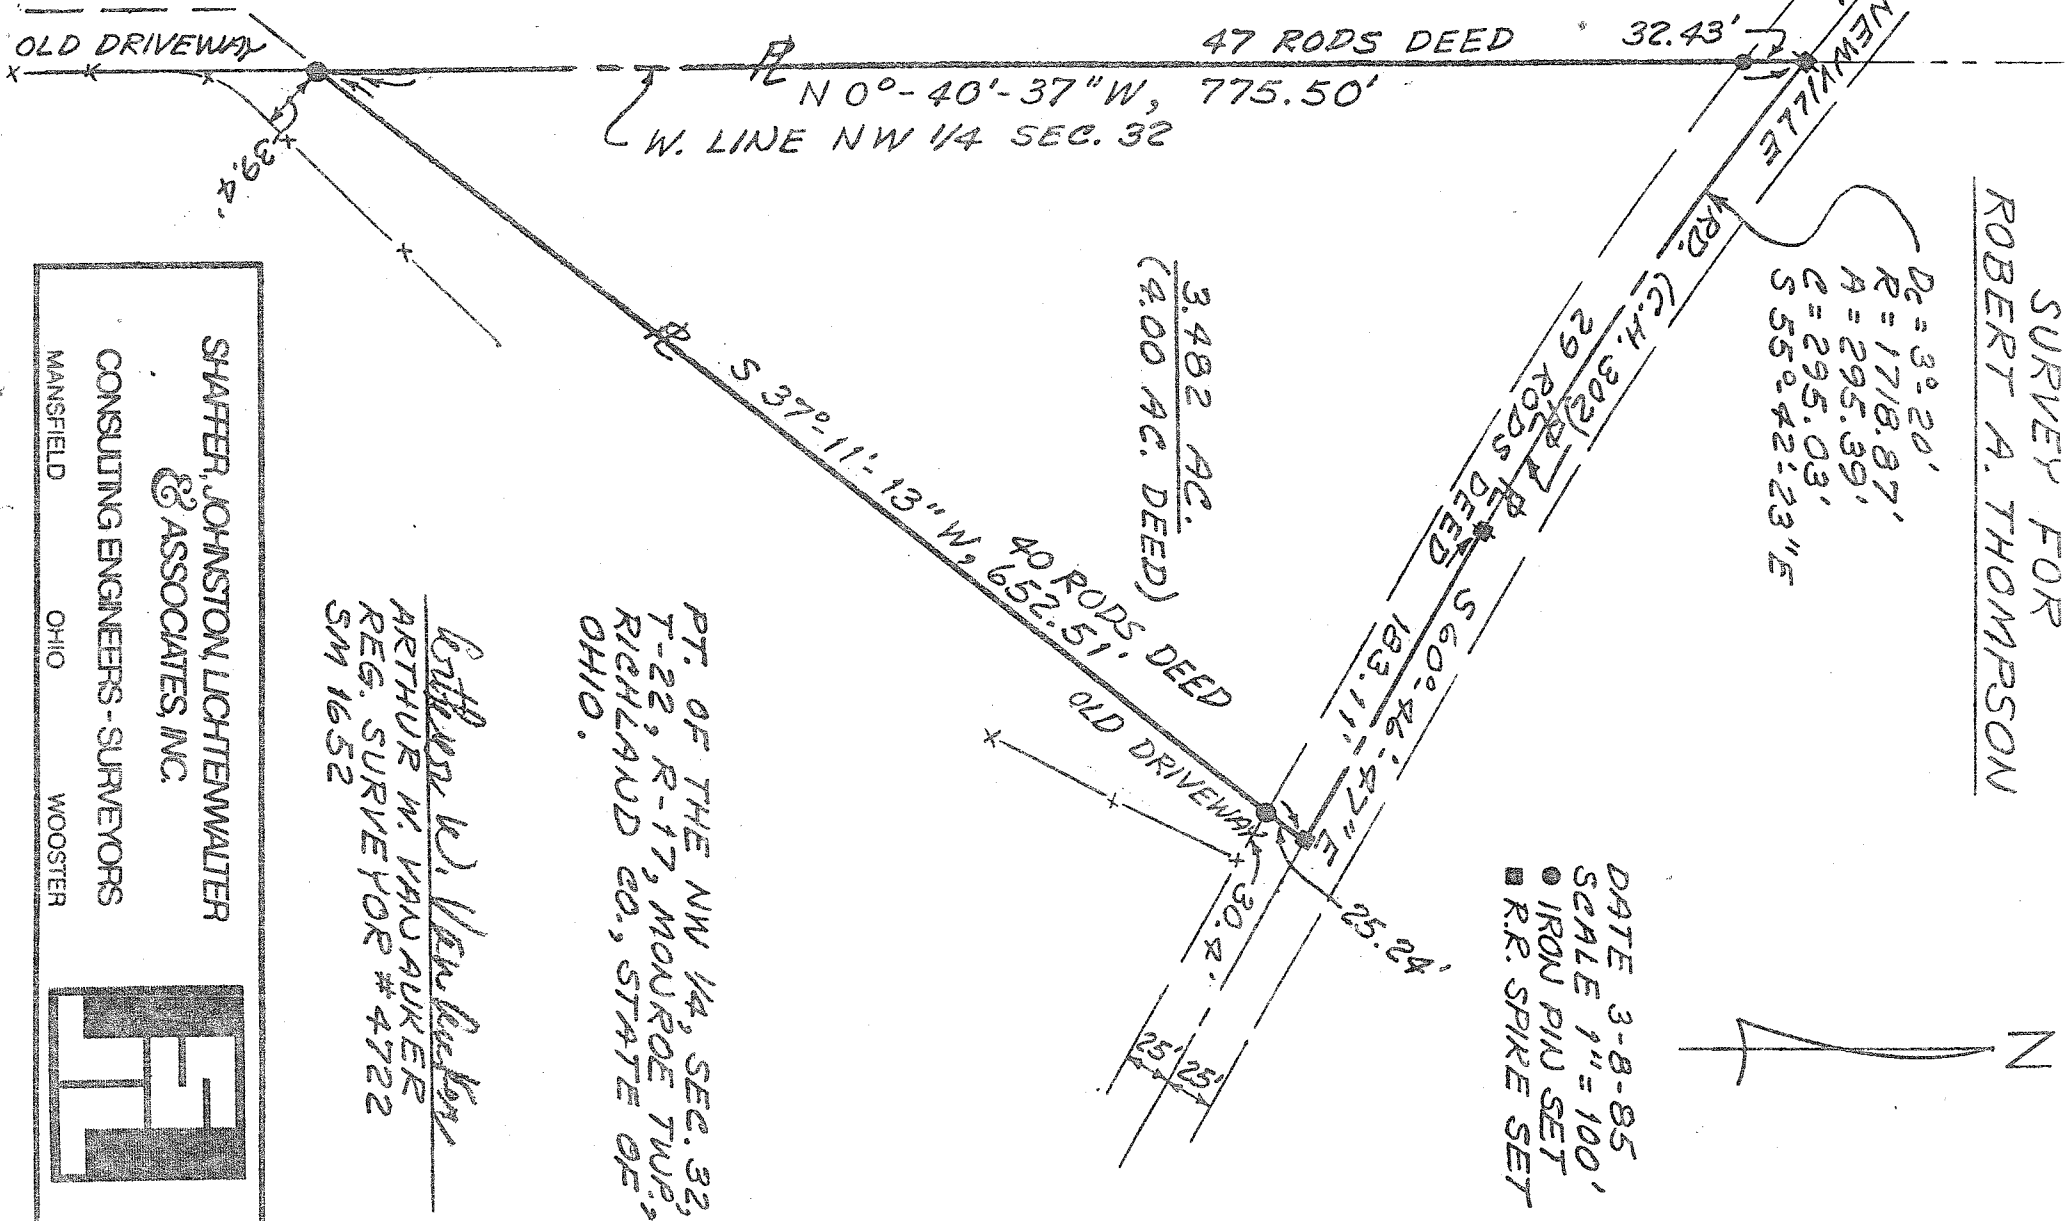 SURVEY FOR
ROBERT A. THOMPSON
Dc = 3°-20'
R = 1718.87'
A = 295.39'
C = 295.03'
S 55°-42'-23" E
NEWVILLE RD. (C.H. 302)
29 RODS DEED
S 60°-46'-47" E
183.11'
32.43'
47 RODS DEED
N 0°-40'-37" W, 775.50'
W. LINE NW 1/4 SEC. 32
OLD DRIVEWAY
39.4'
3.482 AC.
(4.00 AC. DEED)
40 RODS DEED
S 37°-11'-13" W, 652.51'
OLD DRIVEWAY
30.4'
25.24'
25' 25'
N
DATE 3-8-85
SCALE 1" = 100'
● IRON PIN SET
■ R.R. SPIKE SET
PT. OF THE NW 1/4, SEC. 32,
T-22, R-17, MONROE TWP.,
RICHLAND CO., STATE OF
OHIO.
ARTHUR W. VANAUKER
REG. SURVEYOR #4722
SM 1652
SHAFFER, JOHNSTON, LICHTENWALTER
& ASSOCIATES, INC.
CONSULTING ENGINEERS - SURVEYORS
MANSFIELD OHIO WOOSTER